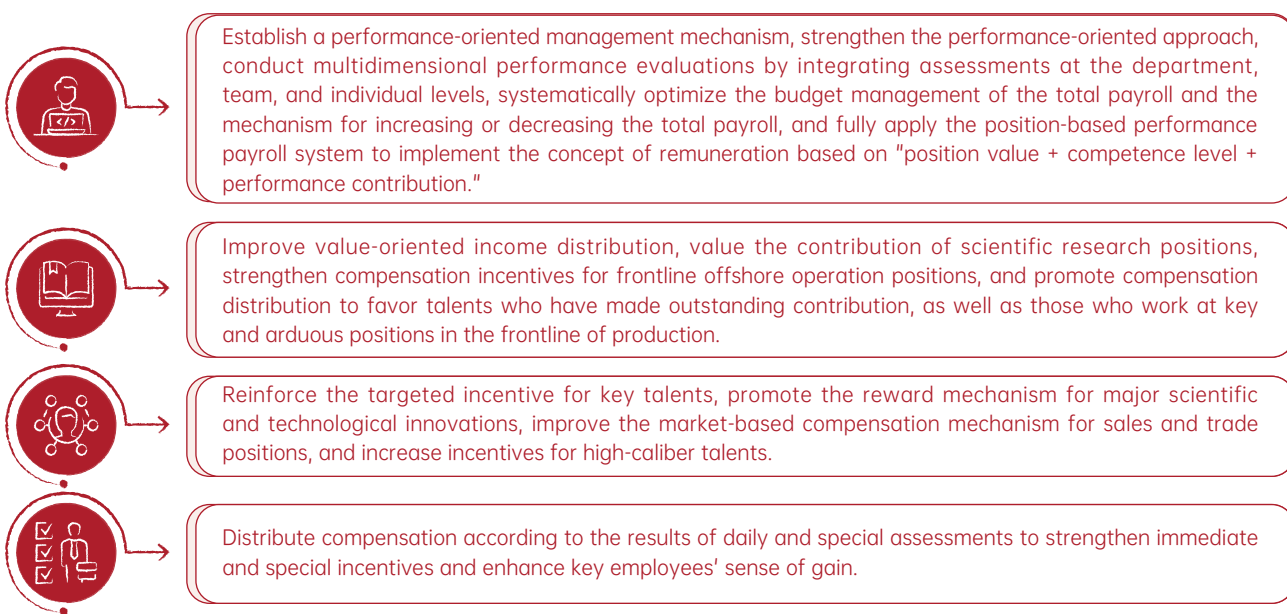 Establish a performance-oriented management mechanism, strengthen the performance-oriented approach,
conduct multidimensional performance evaluations by integrating assessments at the department,
team, and individual levels, systematically optimize the budget management of the total payroll and the
mechanism for increasing or decreasing the total payroll, and fully apply the position-based performance
payroll system to implement the concept of remuneration based on "position value + competence level +
performance contribution."
Improve value-oriented income distribution, value the contribution of scientific research positions,
strengthen compensation incentives for frontline offshore operation positions, and promote compensation
distribution to favor talents who have made outstanding contribution, as well as those who work at key
and arduous positions in the frontline of production.
Reinforce the targeted incentive for key talents, promote the reward mechanism for major scientific
and technological innovations, improve the market-based compensation mechanism for sales and trade
positions, and increase incentives for high-caliber talents.
Distribute compensation according to the results of daily and special assessments to strengthen immediate
and special incentives and enhance key employees' sense of gain.